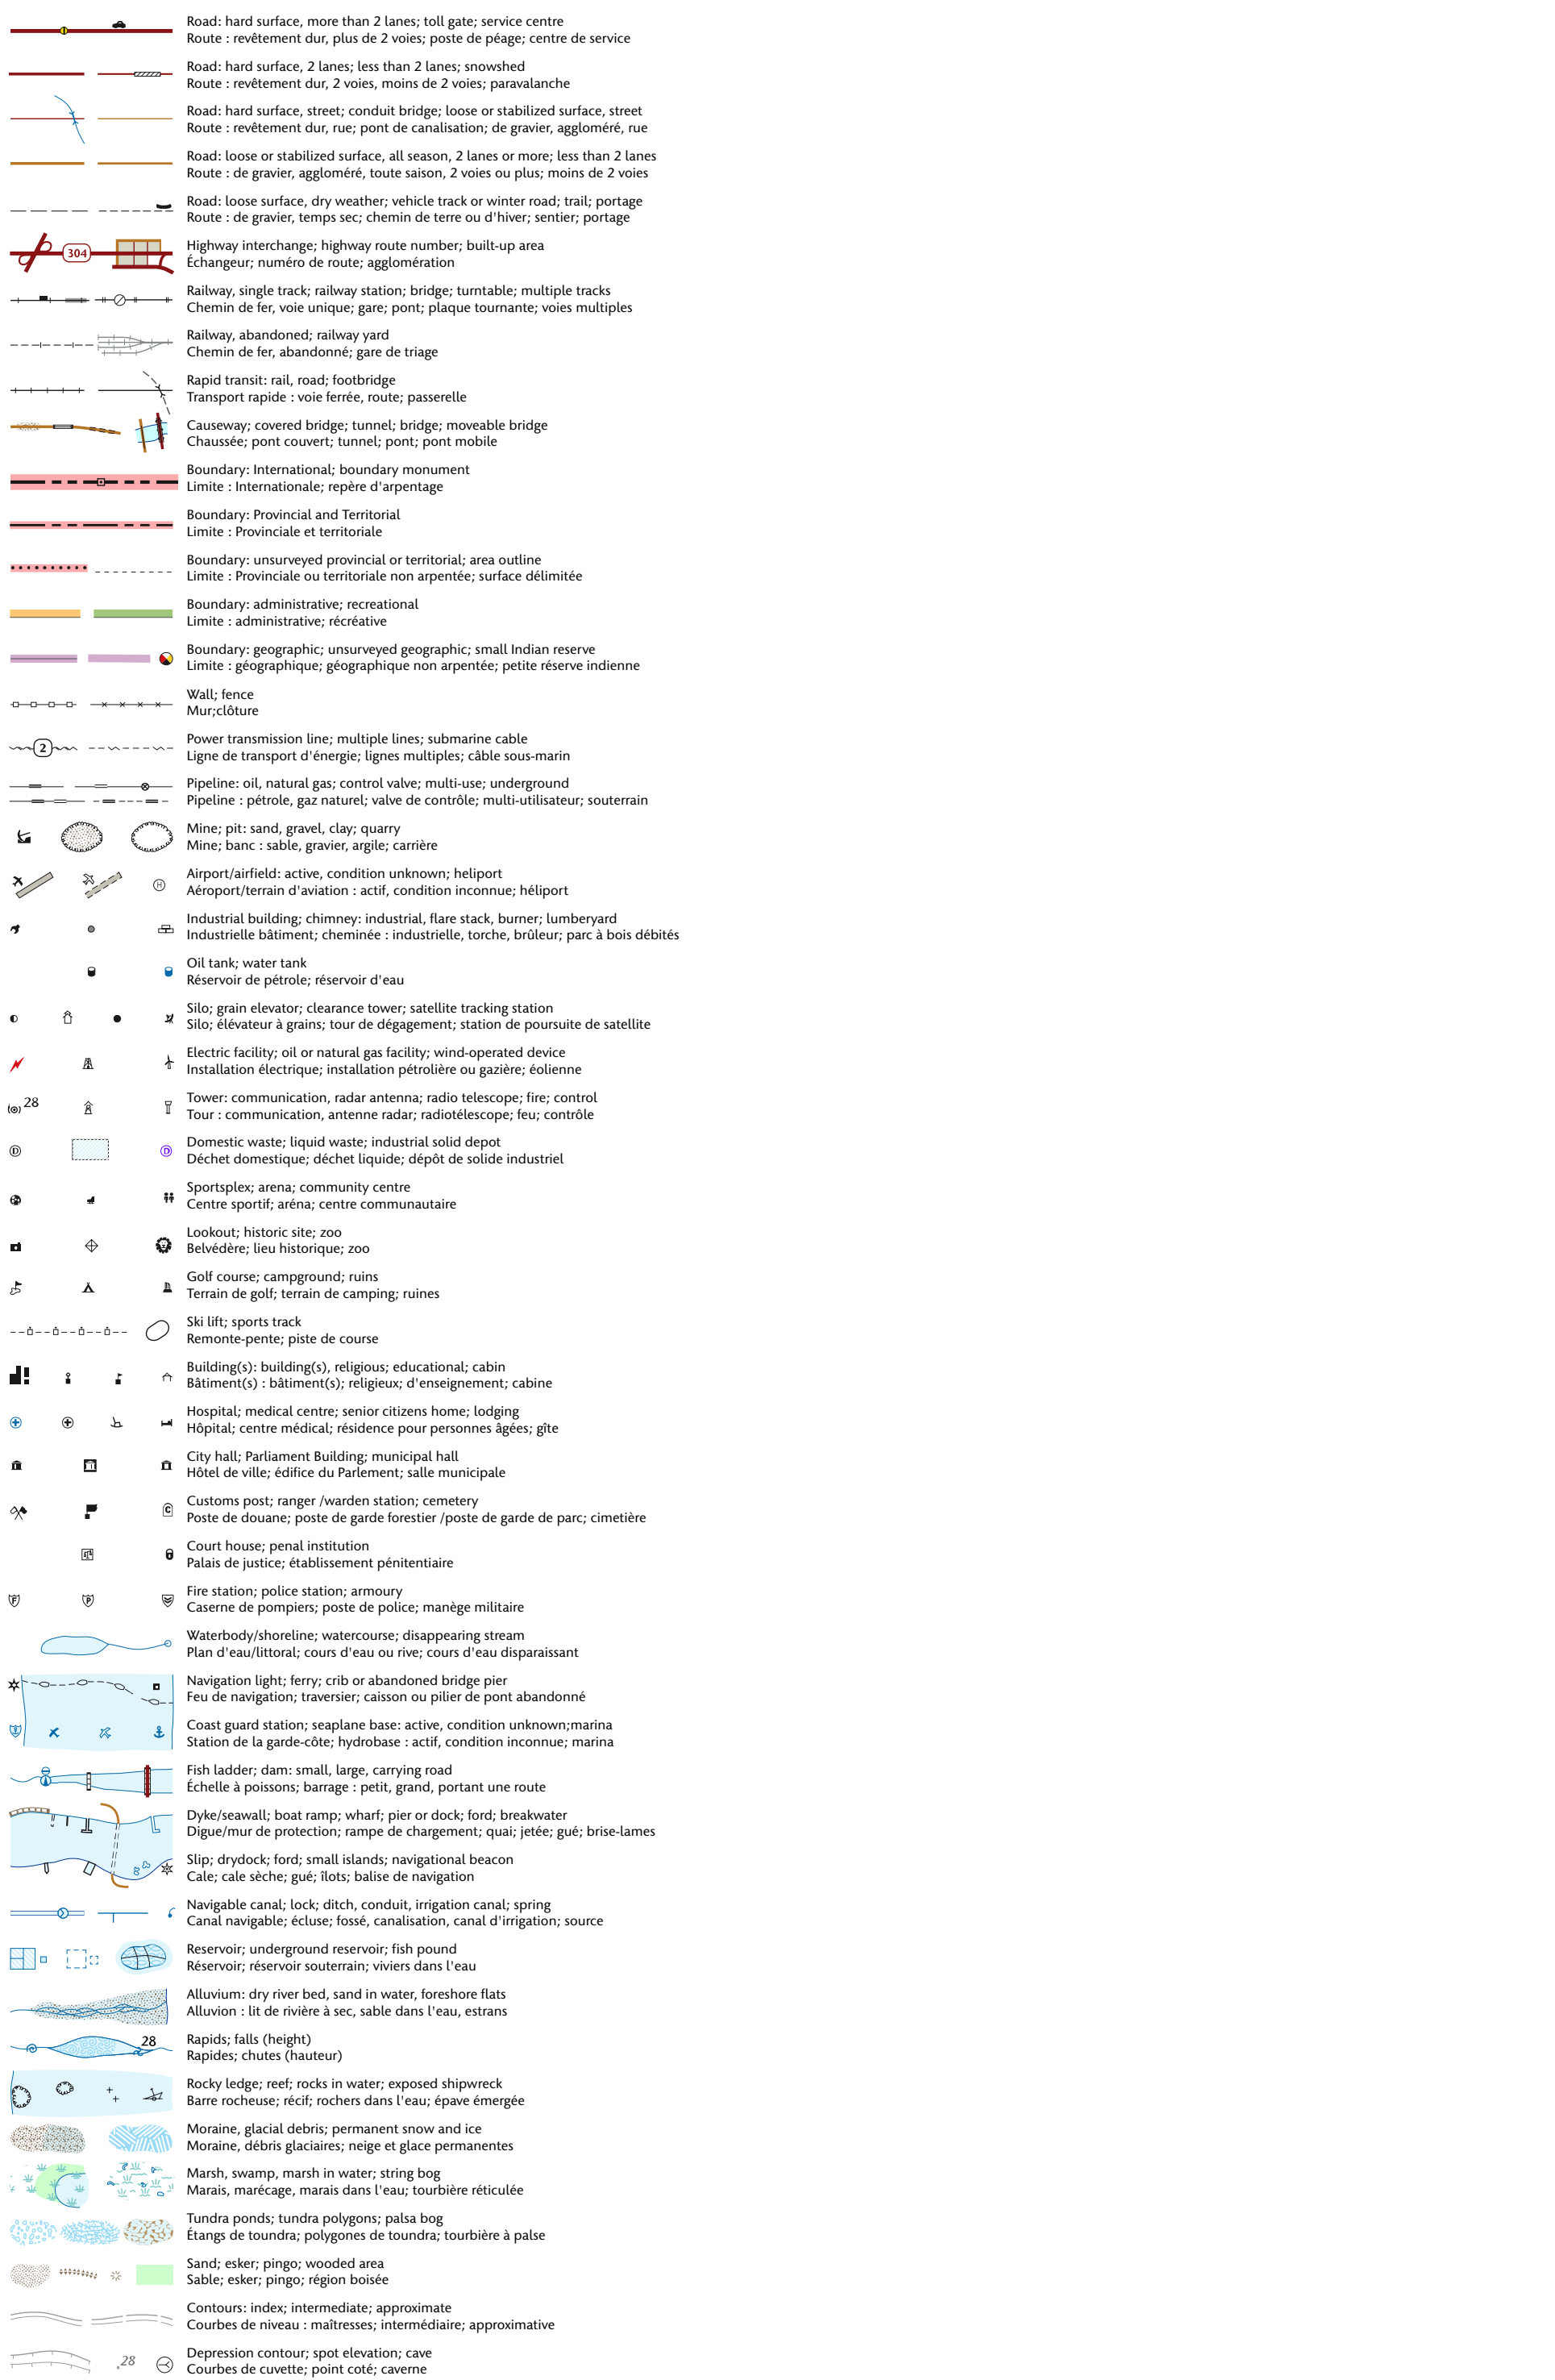 Road: hard surface, more than 2 lanes; toll gate; service centre
Route : revêtement dur, plus de 2 voies; poste de péage; centre de service
Road: hard surface, 2 lanes; less than 2 lanes; snowshed
Route : revêtement dur, 2 voies, moins de 2 voies; paravalanche
Road: hard surface, street; conduit bridge; loose or stabilized surface, street
Route : revêtement dur, rue; pont de canalisation; de gravier, aggloméré, rue
Road: loose or stabilized surface, all season, 2 lanes or more; less than 2 lanes
Route : de gravier, aggloméré, toute saison, 2 voies ou plus; moins de 2 voies
Road: loose surface, dry weather; vehicle track or winter road; trail; portage
Route : de gravier, temps sec; chemin de terre ou d'hiver; sentier; portage
304
Highway interchange; highway route number; built-up area
Échangeur; numéro de route; agglomération
Railway, single track; railway station; bridge; turntable; multiple tracks
Chemin de fer, voie unique; gare; pont; plaque tournante; voies multiples
Railway, abandoned; railway yard
Chemin de fer, abandonné; gare de triage
Rapid transit: rail, road; footbridge
Transport rapide : voie ferrée, route; passerelle
Causeway; covered bridge; tunnel; bridge; moveable bridge
Chaussée; pont couvert; tunnel; pont; pont mobile
Boundary: International; boundary monument
Limite : Internationale; repère d'arpentage
Boundary: Provincial and Territorial
Limite : Provinciale et territoriale
Boundary: unsurveyed provincial or territorial; area outline
Limite : Provinciale ou territoriale non arpentée; surface délimitée
Boundary: administrative; recreational
Limite : administrative; récréative
Boundary: geographic; unsurveyed geographic; small Indian reserve
Limite : géographique; géographique non arpentée; petite réserve indienne
Wall; fence
Mur;clôture
2
Power transmission line; multiple lines; submarine cable
Ligne de transport d'énergie; lignes multiples; câble sous-marin
Pipeline: oil, natural gas; control valve; multi-use; underground
Pipeline : pétrole, gaz naturel; valve de contrôle; multi-utilisateur; souterrain
Mine; pit: sand, gravel, clay; quarry
Mine; banc : sable, gravier, argile; carrière
H
Airport/airfield: active, condition unknown; heliport
Aéroport/terrain d'aviation : actif, condition inconnue; héliport
Industrial building; chimney: industrial, flare stack, burner; lumberyard
Industrielle bâtiment; cheminée : industrielle, torche, brûleur; parc à bois débités
Oil tank; water tank
Réservoir de pétrole; réservoir d'eau
Silo; grain elevator; clearance tower; satellite tracking station
Silo; élévateur à grains; tour de dégagement; station de poursuite de satellite
Electric facility; oil or natural gas facility; wind-operated device
Installation électrique; installation pétrolière ou gazière; éolienne
28
Tower: communication, radar antenna; radio telescope; fire; control
Tour : communication, antenne radar; radiotélescope; feu; contrôle
D D
Domestic waste; liquid waste; industrial solid depot
Déchet domestique; déchet liquide; dépôt de solide industriel
Sportsplex; arena; community centre
Centre sportif; aréna; centre communautaire
Lookout; historic site; zoo
Belvédère; lieu historique; zoo
Golf course; campground; ruins
Terrain de golf; terrain de camping; ruines
Ski lift; sports track
Remonte-pente; piste de course
Building(s): building(s), religious; educational; cabin
Bâtiment(s) : bâtiment(s); religieux; d'enseignement; cabine
Hospital; medical centre; senior citizens home; lodging
Hôpital; centre médical; résidence pour personnes âgées; gîte
City hall; Parliament Building; municipal hall
Hôtel de ville; édifice du Parlement; salle municipale
C
Customs post; ranger /warden station; cemetery
Poste de douane; poste de garde forestier /poste de garde de parc; cimetière
Court house; penal institution
Palais de justice; établissement pénitentiaire
F P
Fire station; police station; armoury
Caserne de pompiers; poste de police; manège militaire
Waterbody/shoreline; watercourse; disappearing stream
Plan d'eau/littoral; cours d'eau ou rive; cours d'eau disparaissant
Navigation light; ferry; crib or abandoned bridge pier
Feu de navigation; traversier; caisson ou pilier de pont abandonné
Coast guard station; seaplane base: active, condition unknown;marina
Station de la garde-côte; hydrobase : actif, condition inconnue; marina
Fish ladder; dam: small, large, carrying road
Échelle à poissons; barrage : petit, grand, portant une route
Dyke/seawall; boat ramp; wharf; pier or dock; ford; breakwater
Digue/mur de protection; rampe de chargement; quai; jetée; gué; brise-lames
Slip; drydock; ford; small islands; navigational beacon
Cale; cale sèche; gué; îlots; balise de navigation
Navigable canal; lock; ditch, conduit, irrigation canal; spring
Canal navigable; écluse; fossé, canalisation, canal d'irrigation; source
Reservoir; underground reservoir; fish pound
Réservoir; réservoir souterrain; viviers dans l'eau
Alluvium: dry river bed, sand in water, foreshore flats
Alluvion : lit de rivière à sec, sable dans l'eau, estrans
28
Rapids; falls (height)
Rapides; chutes (hauteur)
Rocky ledge; reef; rocks in water; exposed shipwreck
Barre rocheuse; récif; rochers dans l'eau; épave émergée
Moraine, glacial debris; permanent snow and ice
Moraine, débris glaciaires; neige et glace permanentes
Marsh, swamp, marsh in water; string bog
Marais, marécage, marais dans l'eau; tourbière réticulée
Tundra ponds; tundra polygons; palsa bog
Étangs de toundra; polygones de toundra; tourbière à palse
Sand; esker; pingo; wooded area
Sable; esker; pingo; région boisée
Contours: index; intermediate; approximate
Courbes de niveau : maîtresses; intermédiaire; approximative
.28
Depression contour; spot elevation; cave
Courbes de cuvette; point coté; caverne